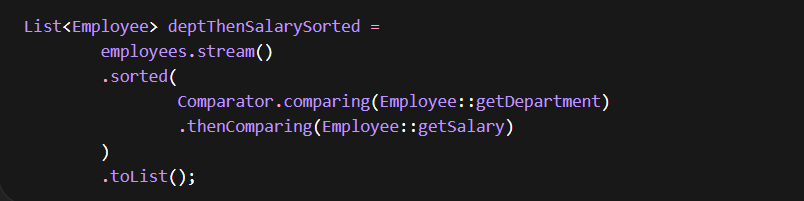 List<Employee> deptThenSalarySorted =
employees.stream()
.sorted(
Comparator.comparing(Employee::getDepartment)
.thenComparing(Employee::getSalary)
)
.toList();